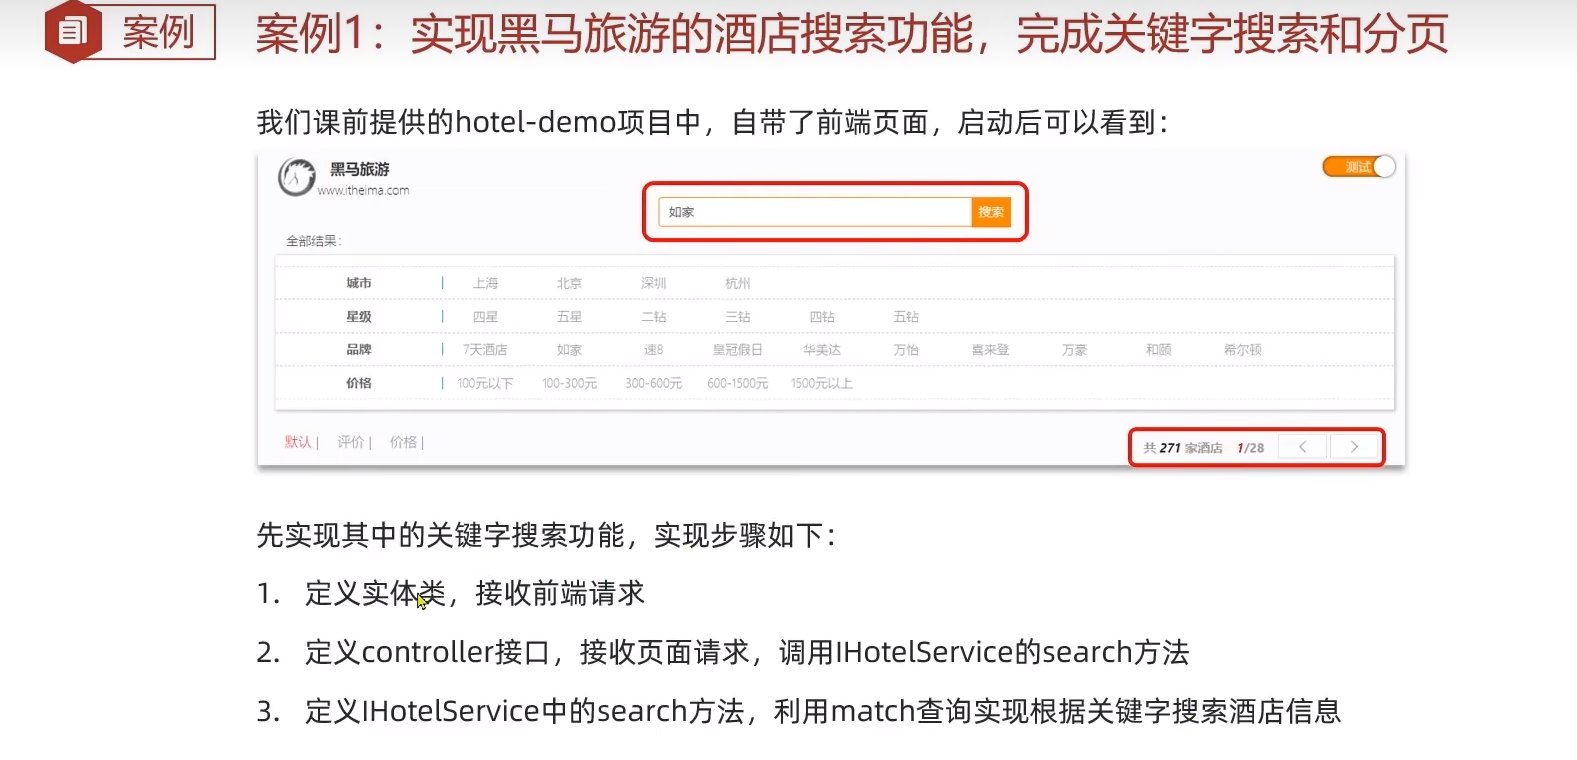 案例
案例1：实现黑马旅游的酒店搜索功能，完成关键字搜索和分页
我们课前提供的hotel-demo项目中，自带了前端页面，启动后可以看到：
黑马旅游
www.itheima.com
测试
如家 搜索
全部结果：
城市 | 上海 北京 深圳 杭州
星级 | 四星 五星 二钻 三钻 四钻 五钻
品牌 | 7天酒店 如家 速8 皇冠假日 华美达 万怡 喜来登 万豪 和颐 希尔顿
价格 | 100元以下 100-300元 300-600元 600-1500元 1500元以上
默认 | 评价 | 价格 |
共 271 家酒店 1/28 < >
先实现其中的关键字搜索功能，实现步骤如下：
1. 定义实体类，接收前端请求
2. 定义controller接口，接收页面请求，调用IHotelService的search方法
3. 定义IHotelService中的search方法，利用match查询实现根据关键字搜索酒店信息